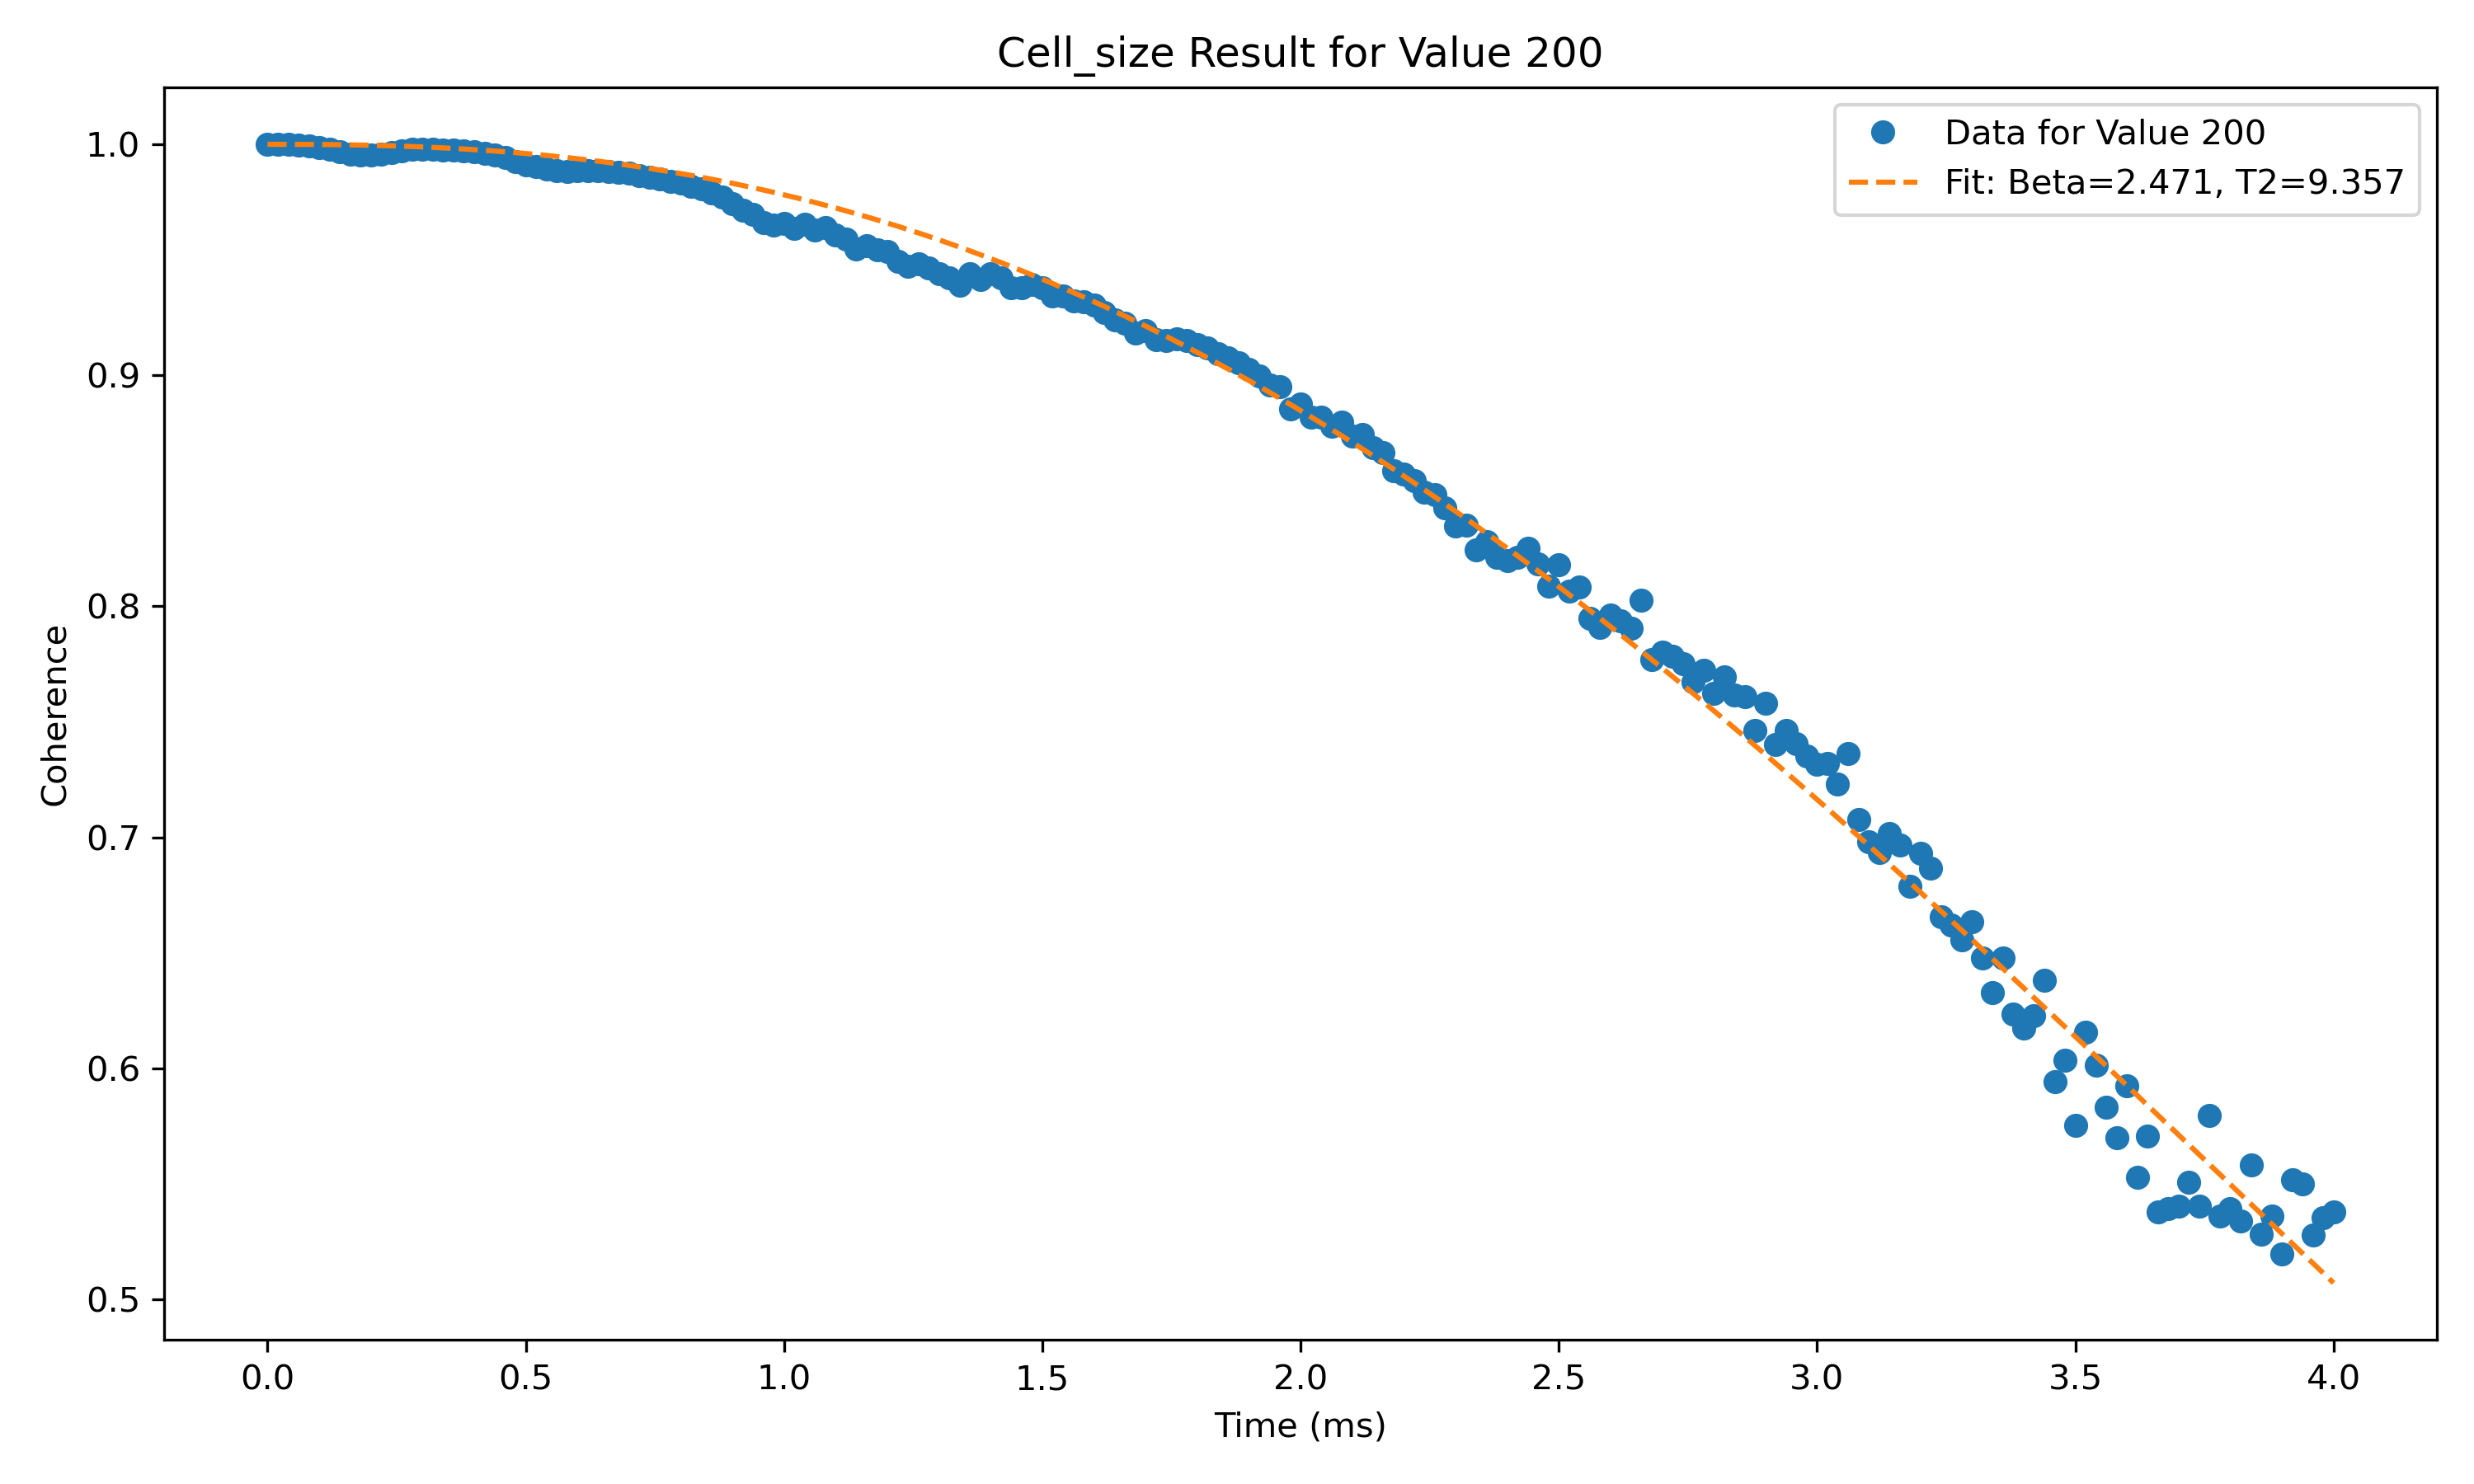 Cell_size Result for Value 200
Data for Value 200
Fit: Beta=2.471, T2=9.357
Coherence
1.0
0.9
0.8
0.7
0.6
0.5
0.0 0.5 1.0 1.5 2.0 2.5 3.0 3.5 4.0
Time (ms)